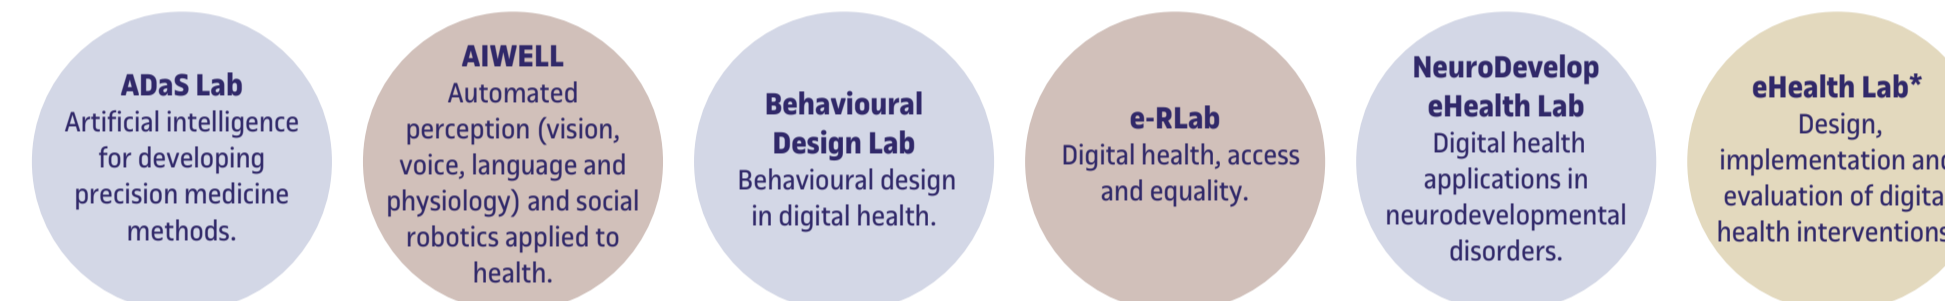 ADaS Lab
Artificial intelligence
for developing
precision medicine
methods.
AIWELL
Automated
perception (vision,
voice, language and
physiology) and social
robotics applied to
health.
Behavioural
Design Lab
Behavioural design
in digital health.
e-RLab
Digital health, access
and equality.
NeuroDevelop
eHealth Lab
Digital health
applications in
neurodevelopmental
disorders.
eHealth Lab*
Design,
implementation and
evaluation of digita
health interventions